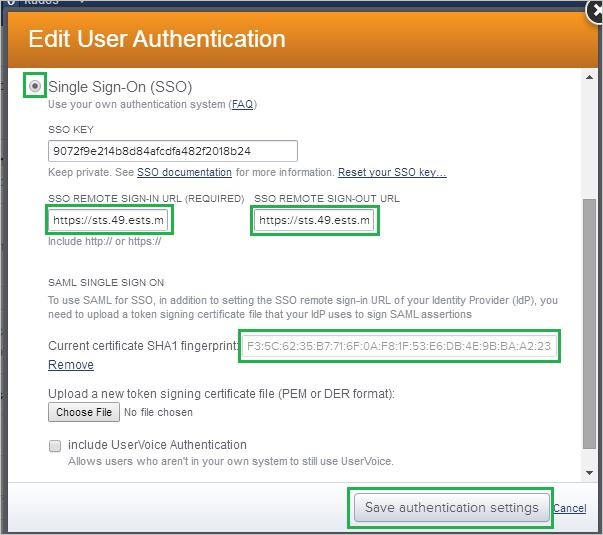 Edit User Authentication
Single Sign-On (SSO)
Use your own authentication system (FAQ)
SSO KEY
9072f9e214b8d84afcdfa482f2018b24
Keep private. See SSO documentation for more information. Reset your SSO key...
SSO REMOTE SIGN-IN URL (REQUIRED) SSO REMOTE SIGN-OUT URL
https://sts.49.ests.m https://sts.49.ests.m
Include http:// or https://
SAML SINGLE SIGN ON
To use SAML for SSO, in addition to setting the SSO remote sign-in URL of your Identity Provider (IdP), you
need to upload a token signing certificate file that your IdP uses to sign SAML assertions
Current certificate SHA1 fingerprint: F3:5C:62:35:B7:71:6F:0A:F8:1F:53:E6:DB:4E:9B:BA:A2:23
Remove
Upload a new token signing certificate file (PEM or DER format):
Choose File No file chosen
include UserVoice Authentication
Allows users who aren't in your own system to still use UserVoice.
Save authentication settings Cancel